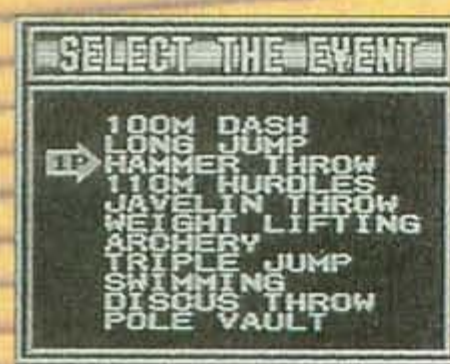 SELECT THE EVENT
100M DASH
LONG JUMP
1P HAMMER THROW
110M HURDLES
JAVELIN THROW
WEIGHT LIFTING
ARCHERY
TRIPLE JUMP
SWIMMING
DISCUS THROW
POLE VAULT